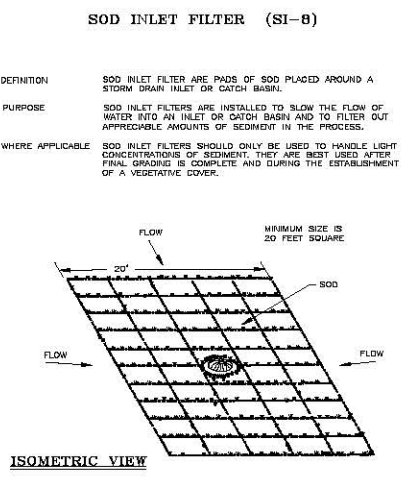 SOD INLET FILTER (SI-8)
DEFINITION SOD INLET FILTER ARE PADS OF SOD PLACED AROUND A
STORM DRAIN INLET OR CATCH BASIN.
PURPOSE SOD INLET FILTERS ARE INSTALLED TO SLOW THE FLOW OF
WATER INTO AN INLET OR CATCH BASIN AND TO FILTER OUT
APPRECIABLE AMOUNTS OF SEDIMENT IN THE PROCESS.
WHERE APPLICABLE SOD INLET FILTERS SHOULD ONLY BE USED TO HANDLE LIGHT
CONCENTRATIONS OF SEDIMENT. THEY ARE BEST USED AFTER
FINAL GRADING IS COMPLETE AND DURING THE ESTABLISHMENT
OF A VEGETATIVE COVER.
FLOW
MINIMUM SIZE IS
20 FEET SQUARE
20'
SOD
FLOW
FLOW
ISOMETRIC VIEW